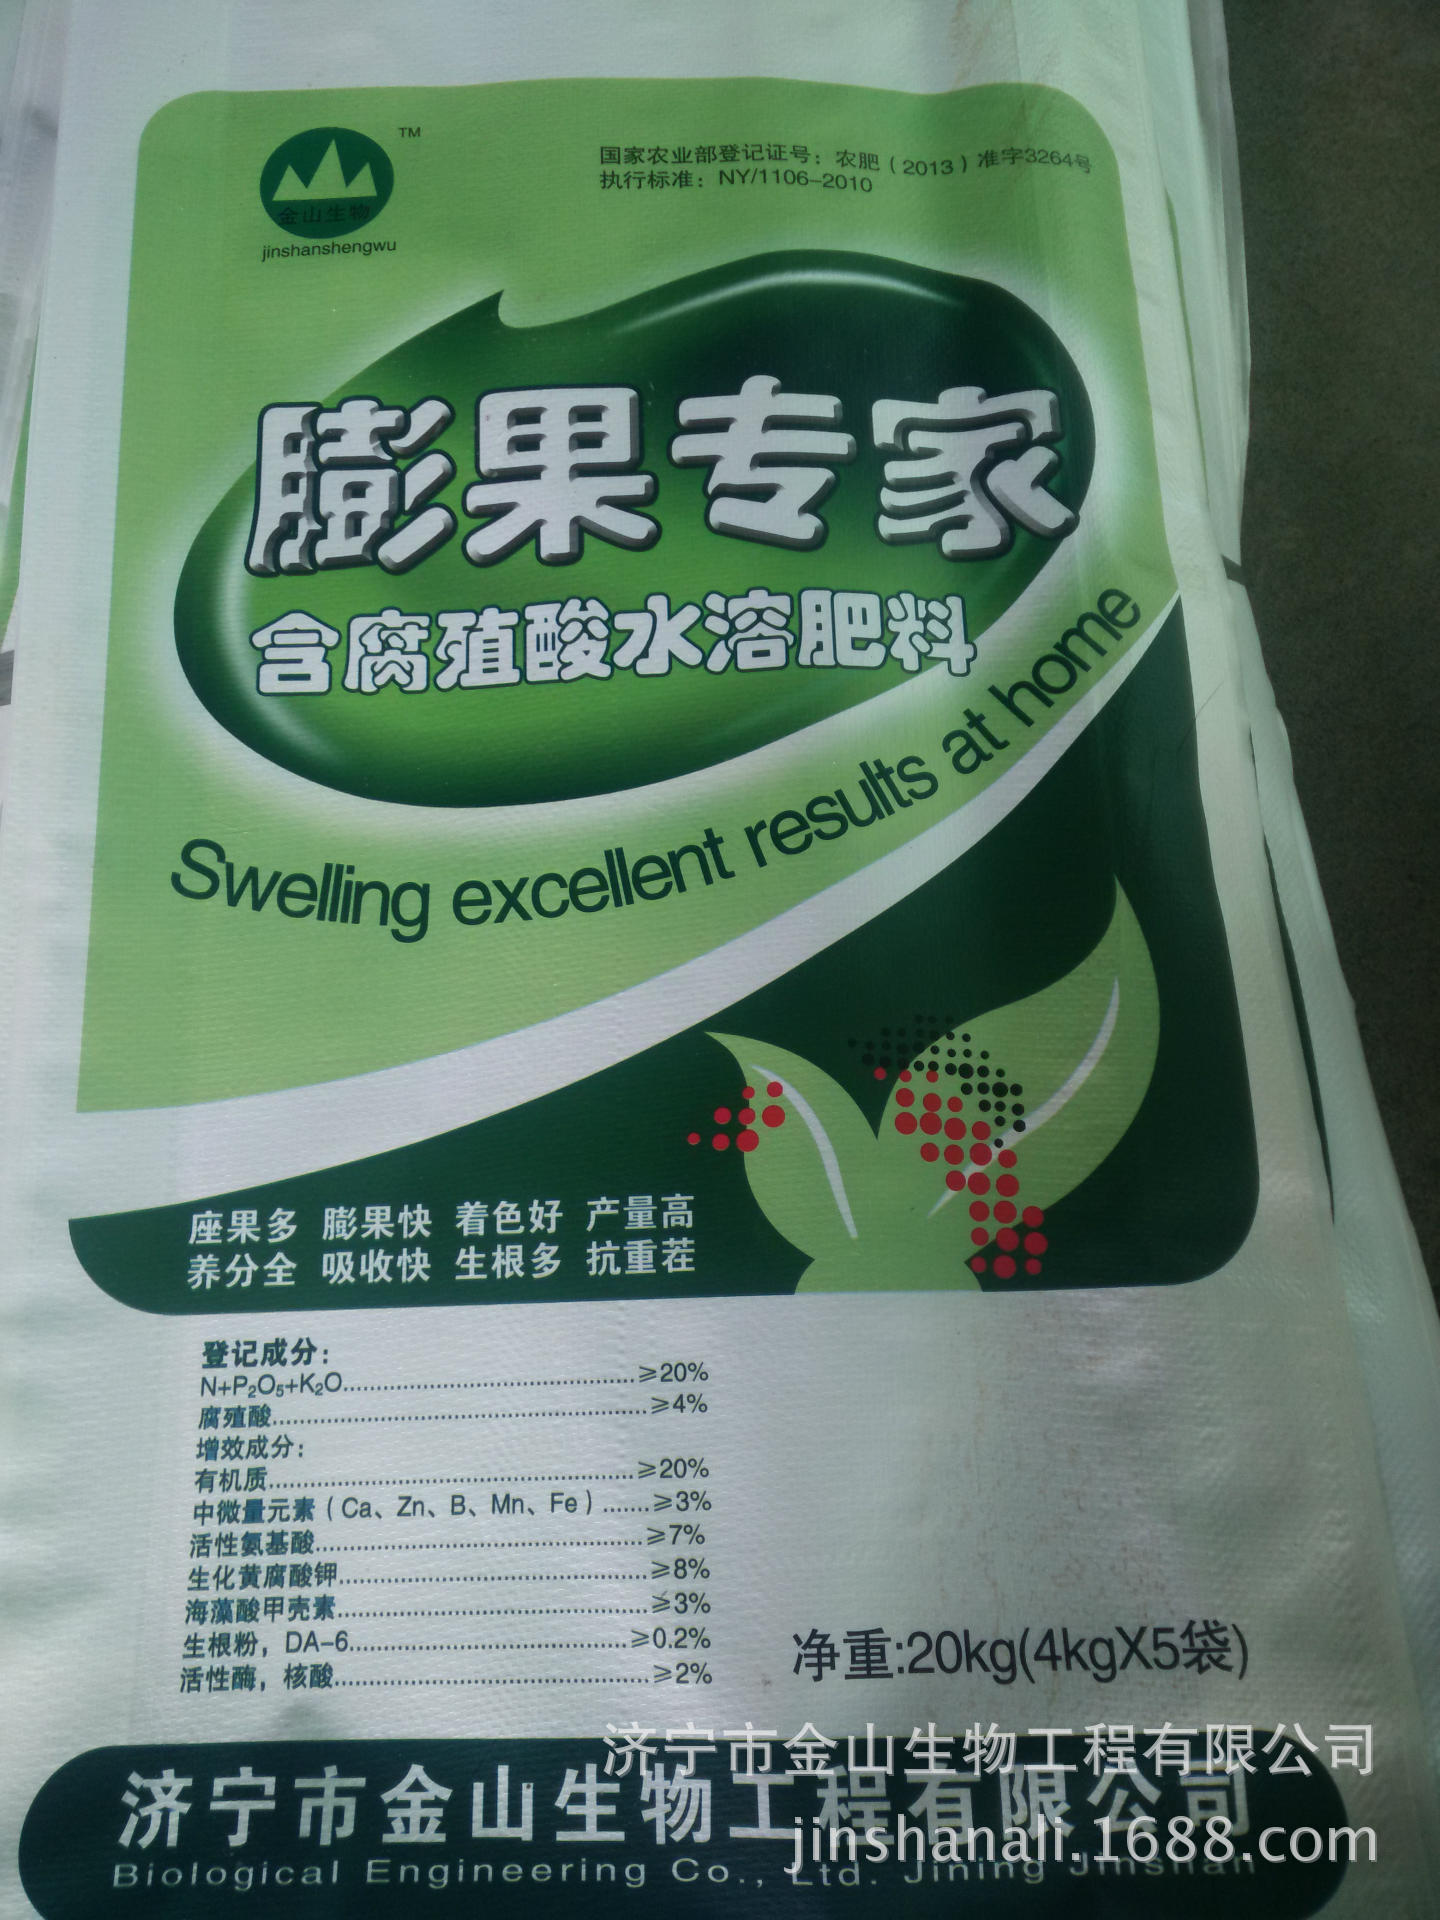 TM
金山生物
jinshanshengwu
国家农业部登记证号：农肥（2013）准字3264号
执行标准：NY/1106-2010
膨果专家
含腐殖酸水溶肥料
Swelling excellent results at home
座果多 膨果快 着色好 产量高
养分全 吸收快 生根多 抗重茬
登记成分：
N+P₂O₅+K₂O......≥20%
腐殖酸......≥4%
增效成分：
有机质......≥20%
中微量元素（Ca、Zn、B、Mn、Fe）......≥3%
活性氨基酸......≥7%
生化黄腐酸钾......≥8%
海藻酸甲壳素......≥3%
生根粉，DA-6......≥0.2%
活性酶，核酸......≥2%
净重:20kg(4kgX5袋)
济宁市金山生物工程有限公司
济宁市金山生物工程有限公司
jinshanali.1688.com
Biological Engineering Co., Ltd. Jining Jinshan